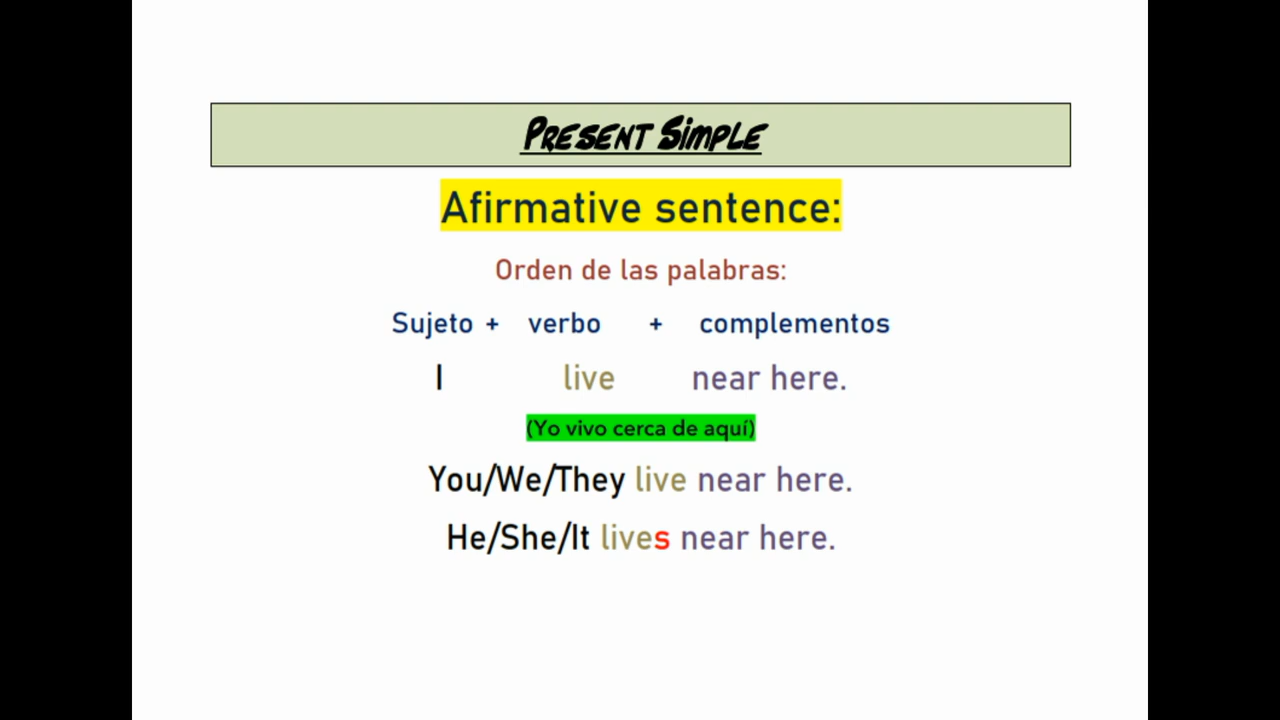 Present Simple
Afirmative sentence:
Orden de las palabras:
Sujeto + verbo + complementos
I live near here.
(Yo vivo cerca de aquí)
You/We/They live near here.
He/She/It lives near here.